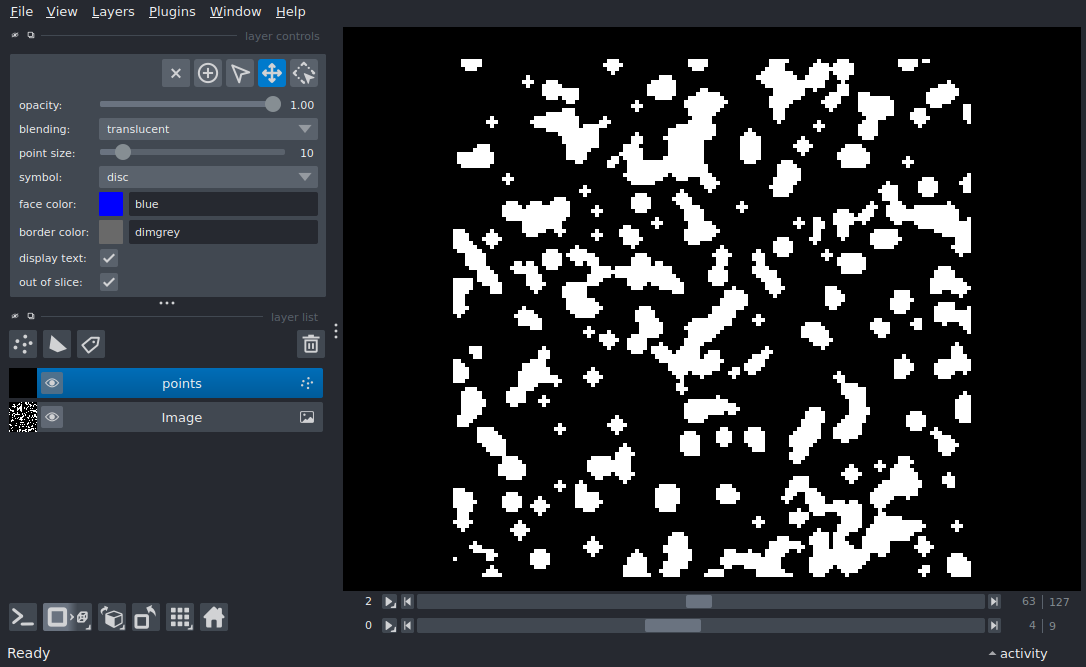 File View Layers Plugins Window Help
layer controls
opacity: 1.00
blending: translucent
point size: 10
symbol: disc
face color: blue
border color: dimgrey
display text:
out of slice:
layer list
points
Image
2 63 | 127
0 4 | 9
Ready activity